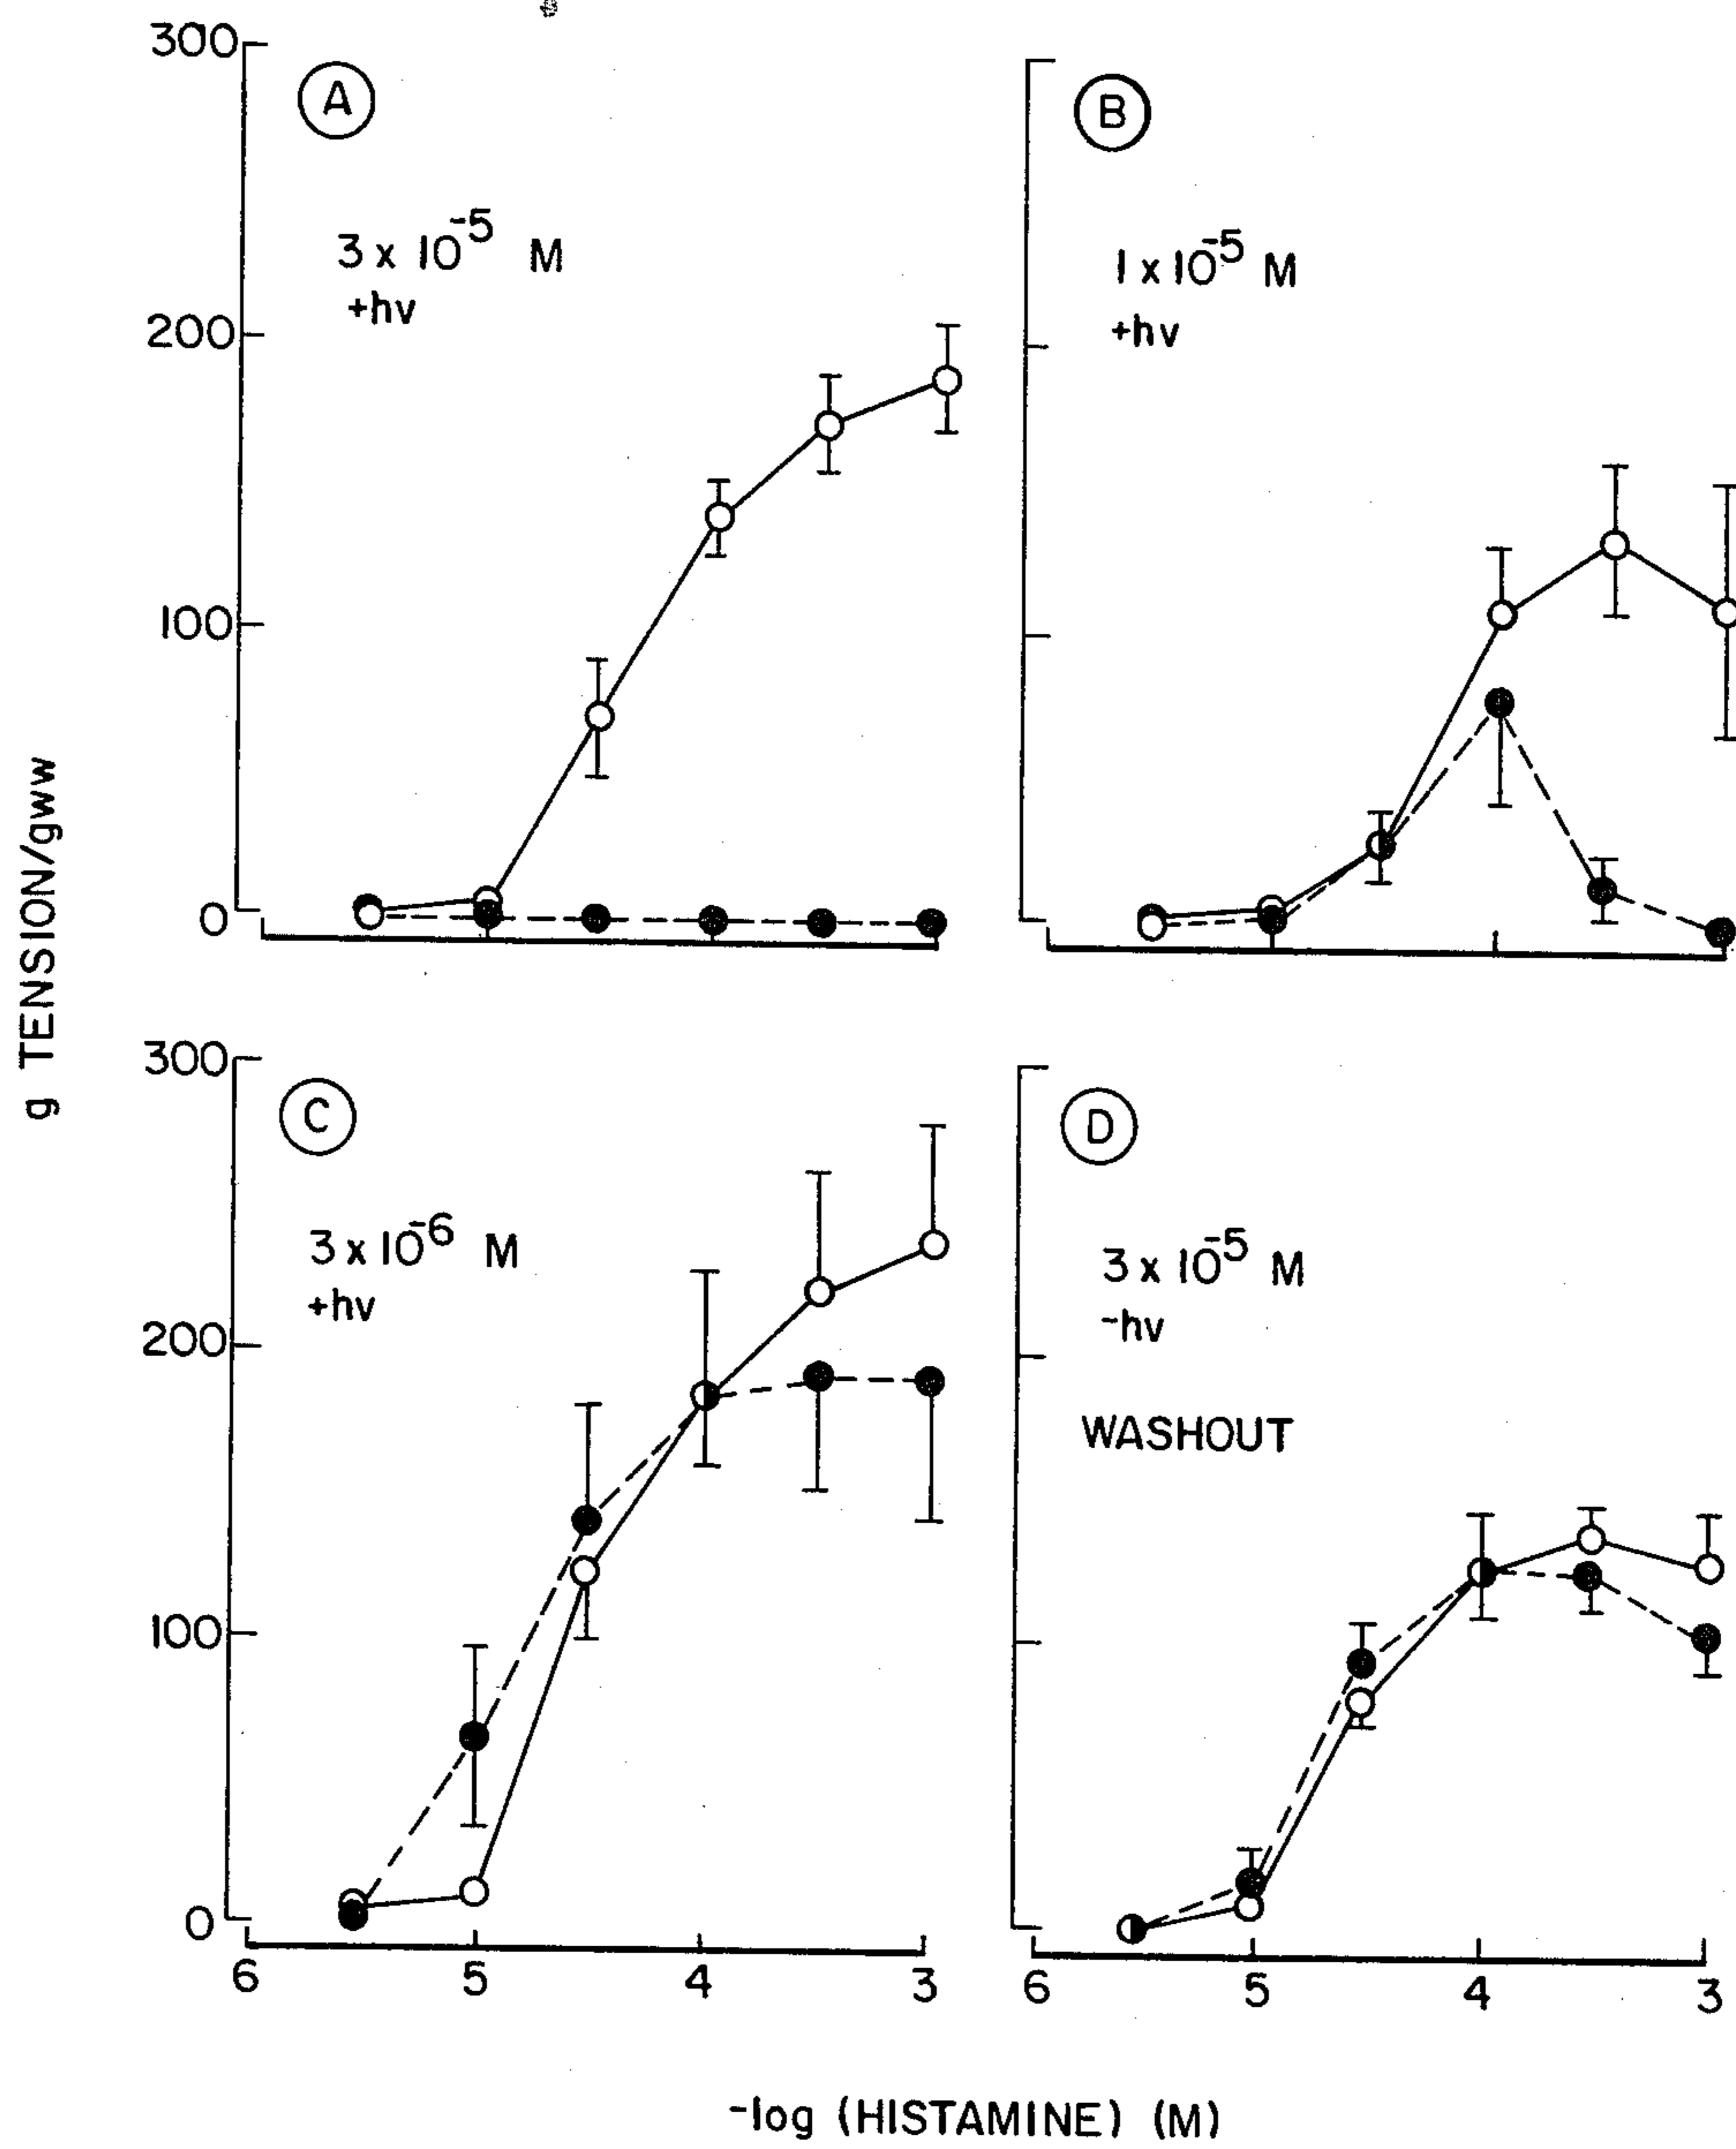 g TENSION/gww
300
200
100
0
A
3 x 10⁻⁵ M
+hv
B
1 x 10⁻⁵ M
+hv
300
200
100
0
C
3 x 10⁻⁶ M
+hv
D
3 x 10⁻⁵ M
-hv
WASHOUT
6 5 4 3
6 5 4 3
-log (HISTAMINE) (M)